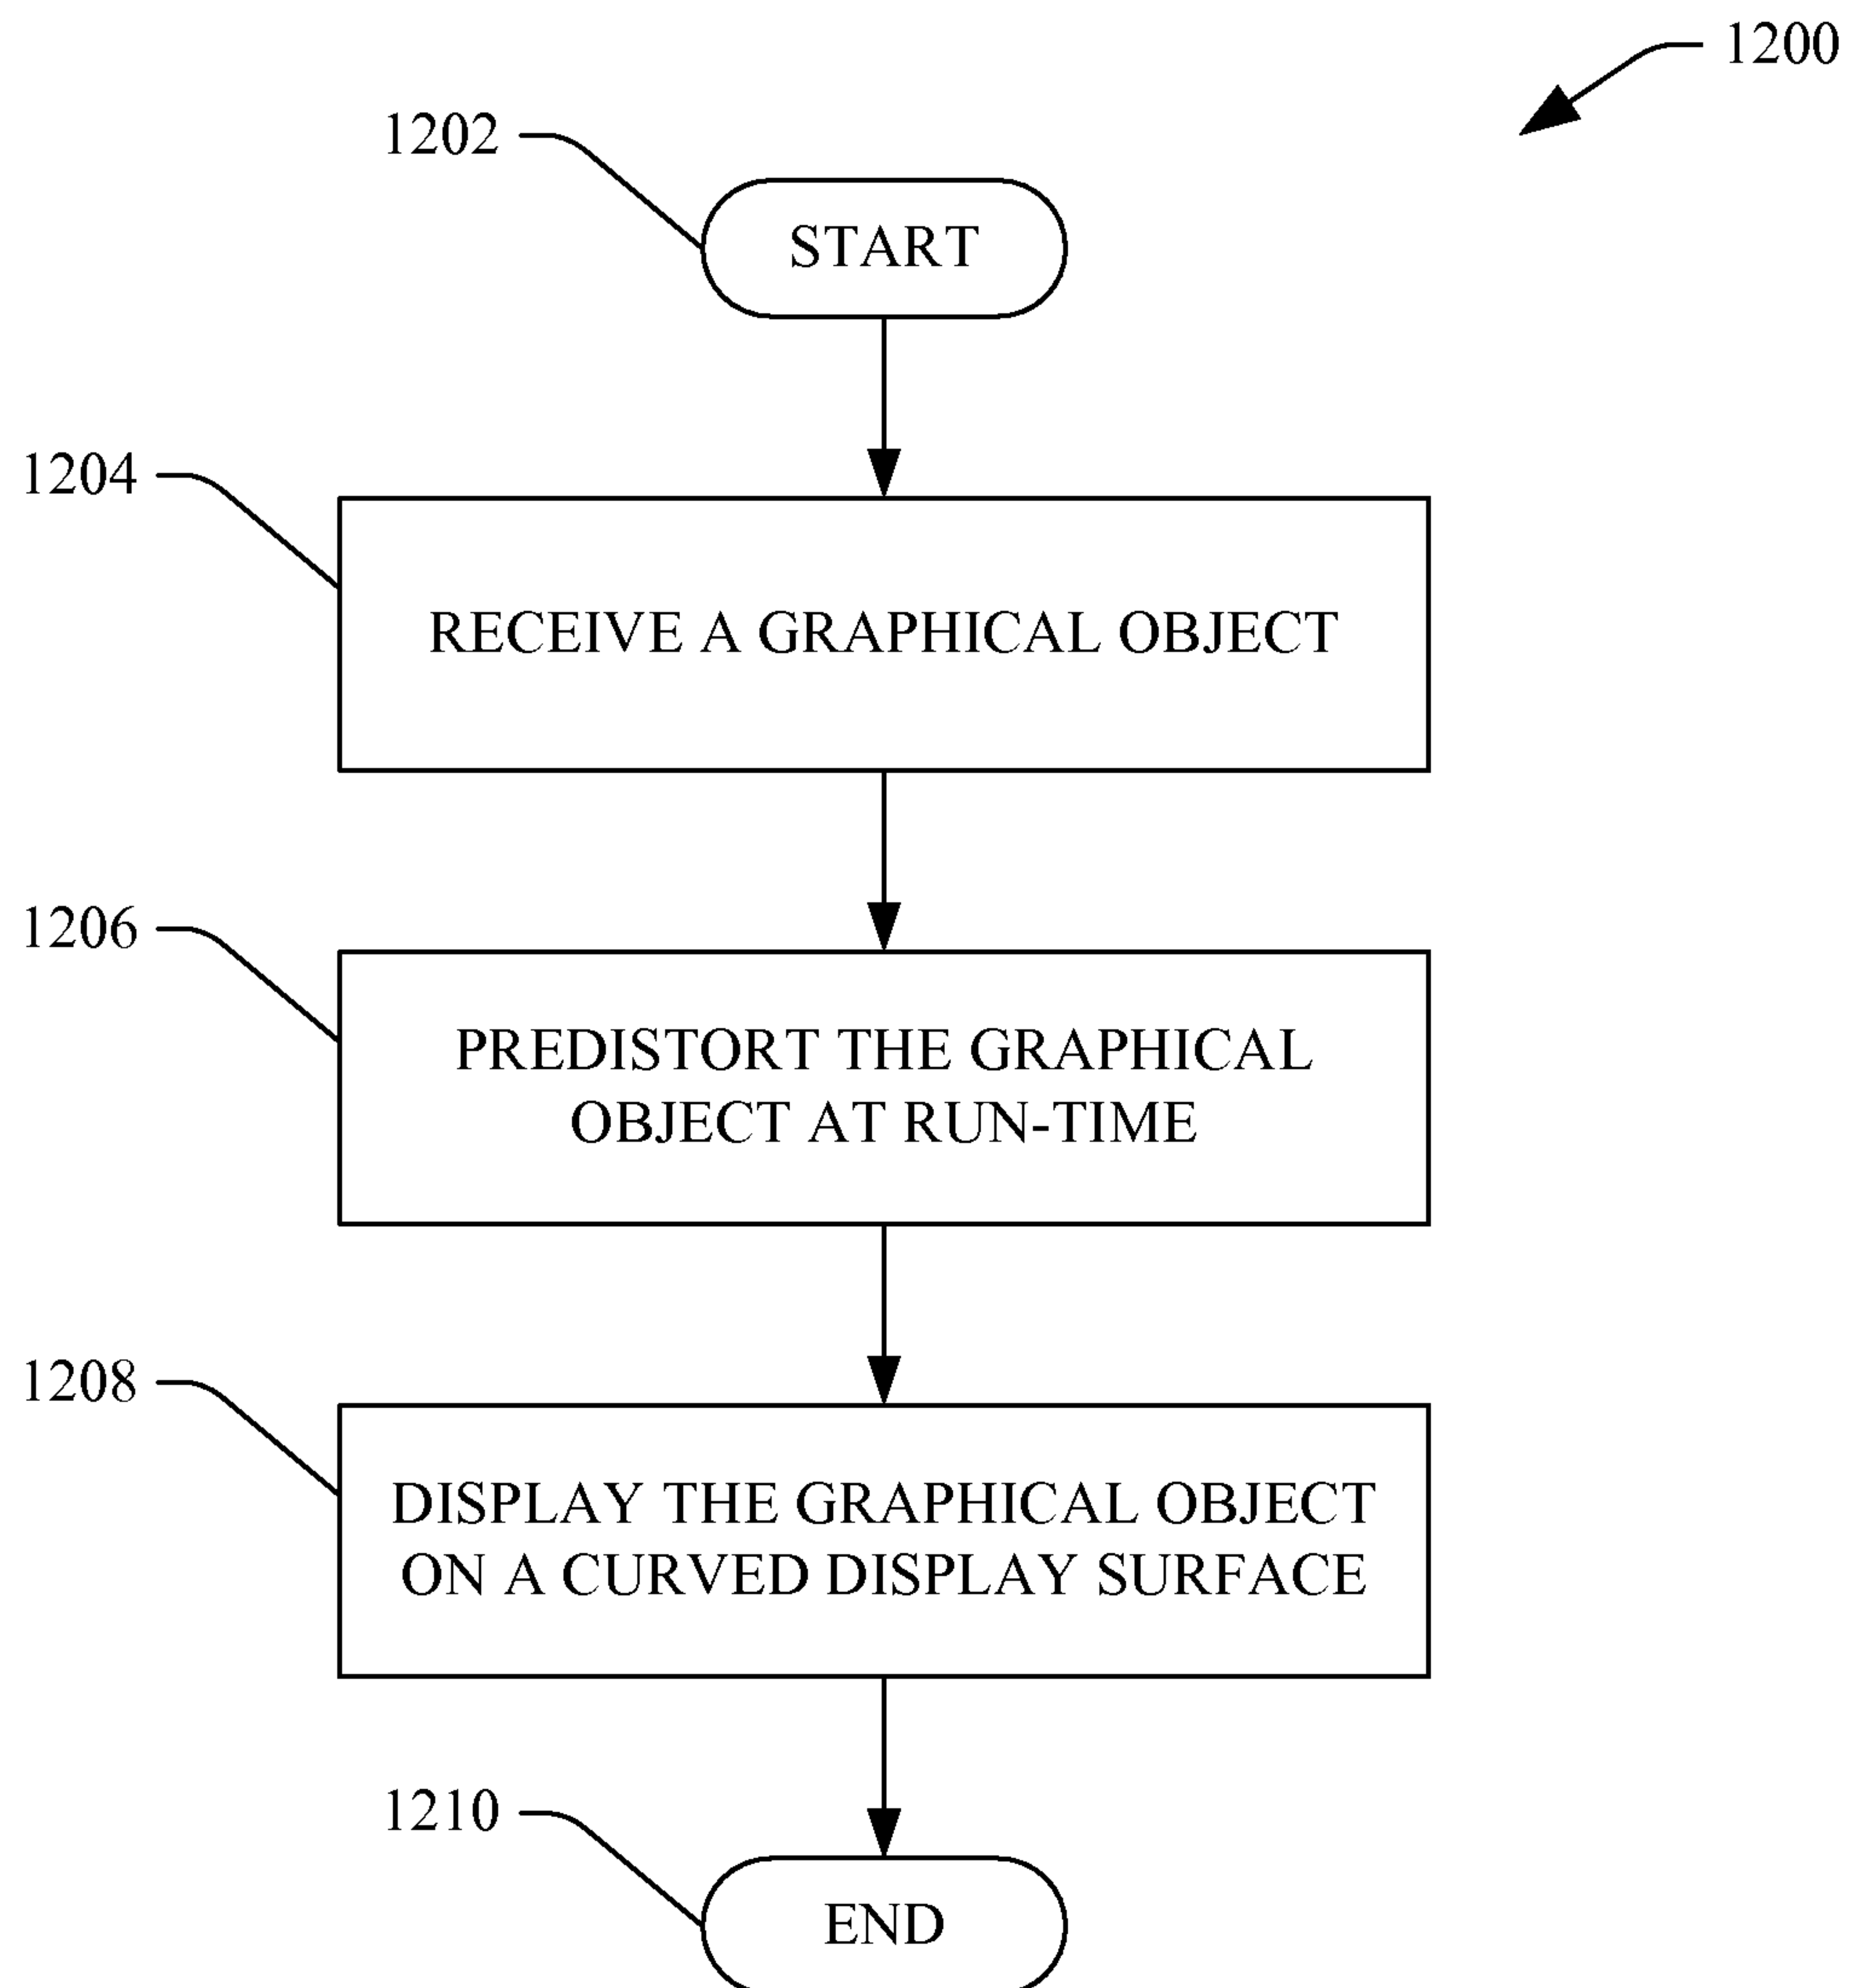 1200
1202
START
1204
RECEIVE A GRAPHICAL OBJECT
1206
PREDISTORT THE GRAPHICAL
OBJECT AT RUN-TIME
1208
DISPLAY THE GRAPHICAL OBJECT
ON A CURVED DISPLAY SURFACE
1210
END